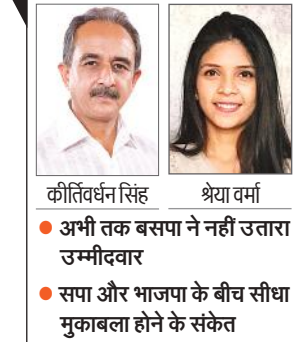 कीर्तिवर्धन सिंह श्रेया वर्मा
● अभी तक बसपा ने नहीं उतारा
उम्मीदवार
● सपा और भाजपा के बीच सीधा
मुकाबला होने के संकेत